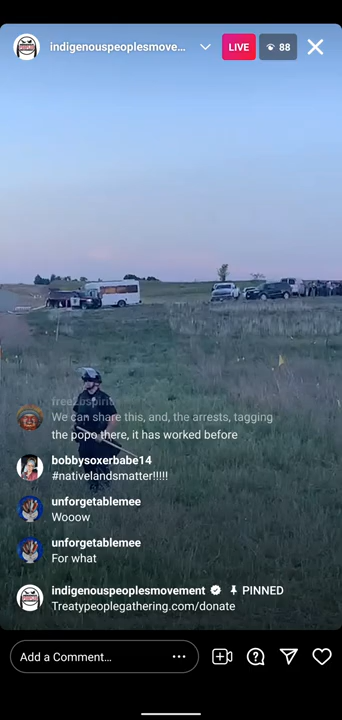 indigenouspeoplesmove...
LIVE
88
free2bspirit
We can share this, and, the arrests, tagging
the popo there, it has worked before
bobbysoxerbabe14
#nativelandsmatter!!!!!
unforgetablemee
Wooow
unforgetablemee
For what
indigenouspeoplesmovement PINNED
Treatypeoplegathering.com/donate
Add a Comment...